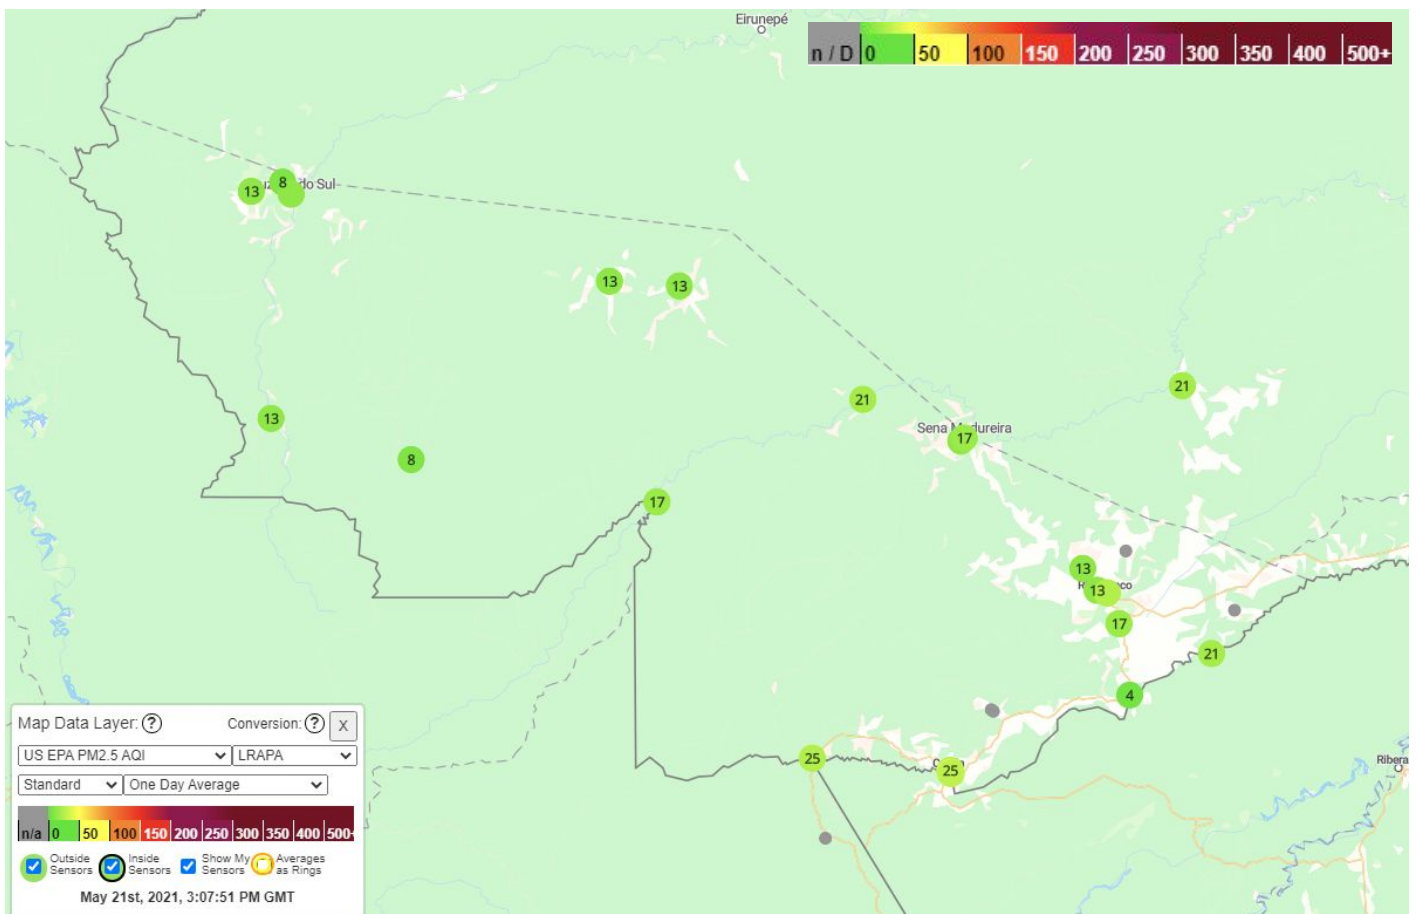 Eirunepé
n / D 0 50 100 150 200 250 300 350 400 500+
8
do Sul
13
13
13
13
21
21
Sena Madureira
17
8
17
13
13
17
21
4
25
25
Ribera
Map Data Layer: ? Conversion: ? X
US EPA PM2.5 AQI LRAPA
Standard One Day Average
n/a 0 50 100 150 200 250 300 350 400 500+
Outside Sensors
Inside Sensors
Show My Sensors
Averages as Rings
May 21st, 2021, 3:07:51 PM GMT